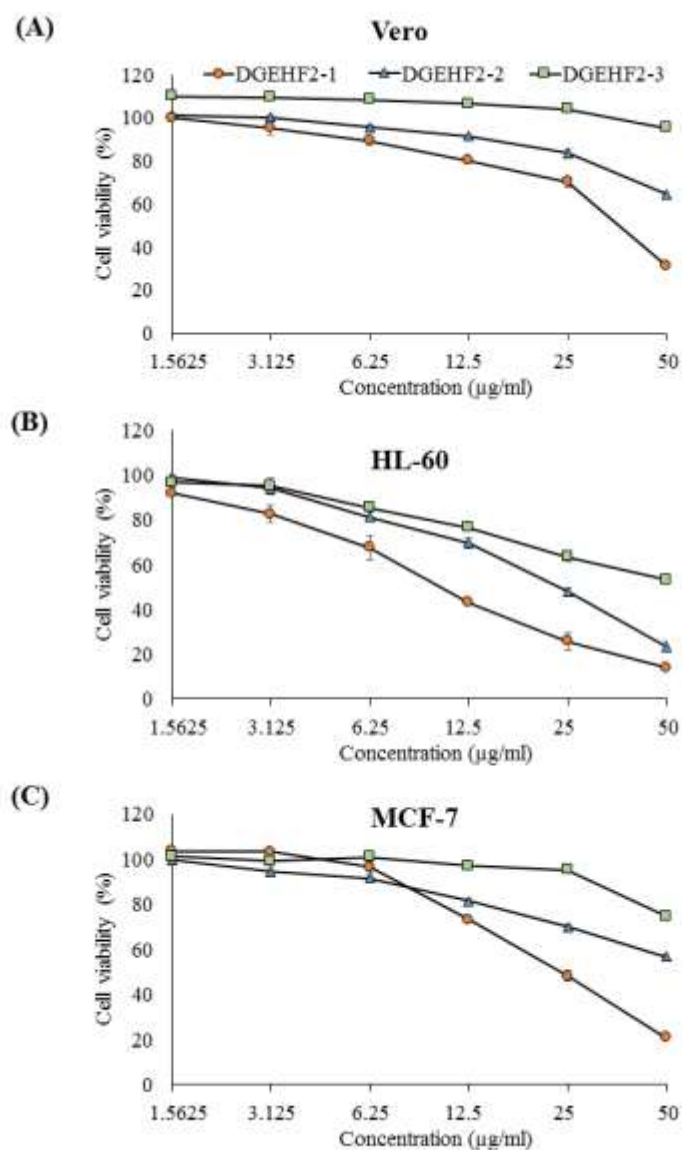 (A)
Vero
DGEHF2-1 DGEHF2-2 DGEHF2-3
120
100
80
60
40
20
0
Cell viability (%)
1.5625 3.125 6.25 12.5 25 50
Concentration (µg/ml)
(B)
HL-60
120
100
80
60
40
20
0
Cell viability (%)
1.5625 3.125 6.25 12.5 25 50
Concentration (µg/ml)
(C)
MCF-7
120
100
80
60
40
20
0
Cell viability (%)
1.5625 3.125 6.25 12.5 25 50
Concentration (µg/ml)